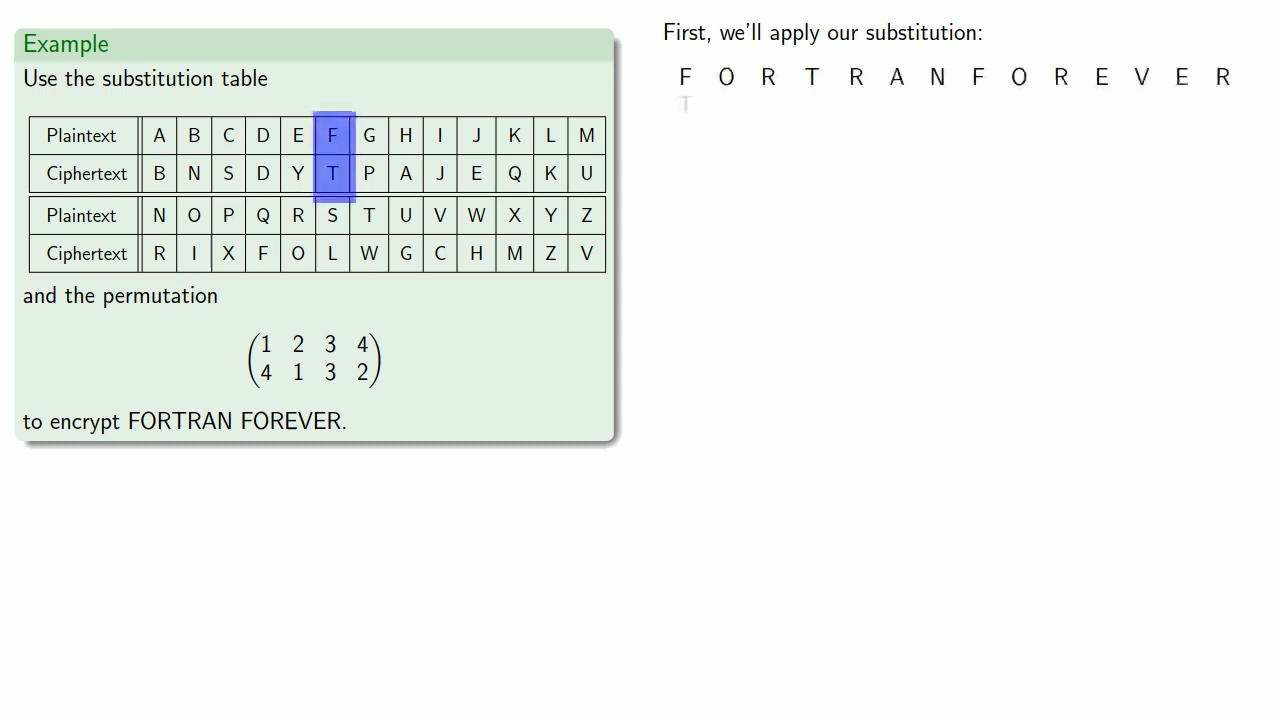 Example
Use the substitution table
Plaintext A B C D E F G H I J K L M
Ciphertext B N S D Y T P A J E Q K U
Plaintext N O P Q R S T U V W X Y Z
Ciphertext R I X F O L W G C H M Z V
and the permutation
1 2 3 4
4 1 3 2
to encrypt FORTRAN FOREVER.
First, we'll apply our substitution:
F O R T R A N F O R E V E R
T